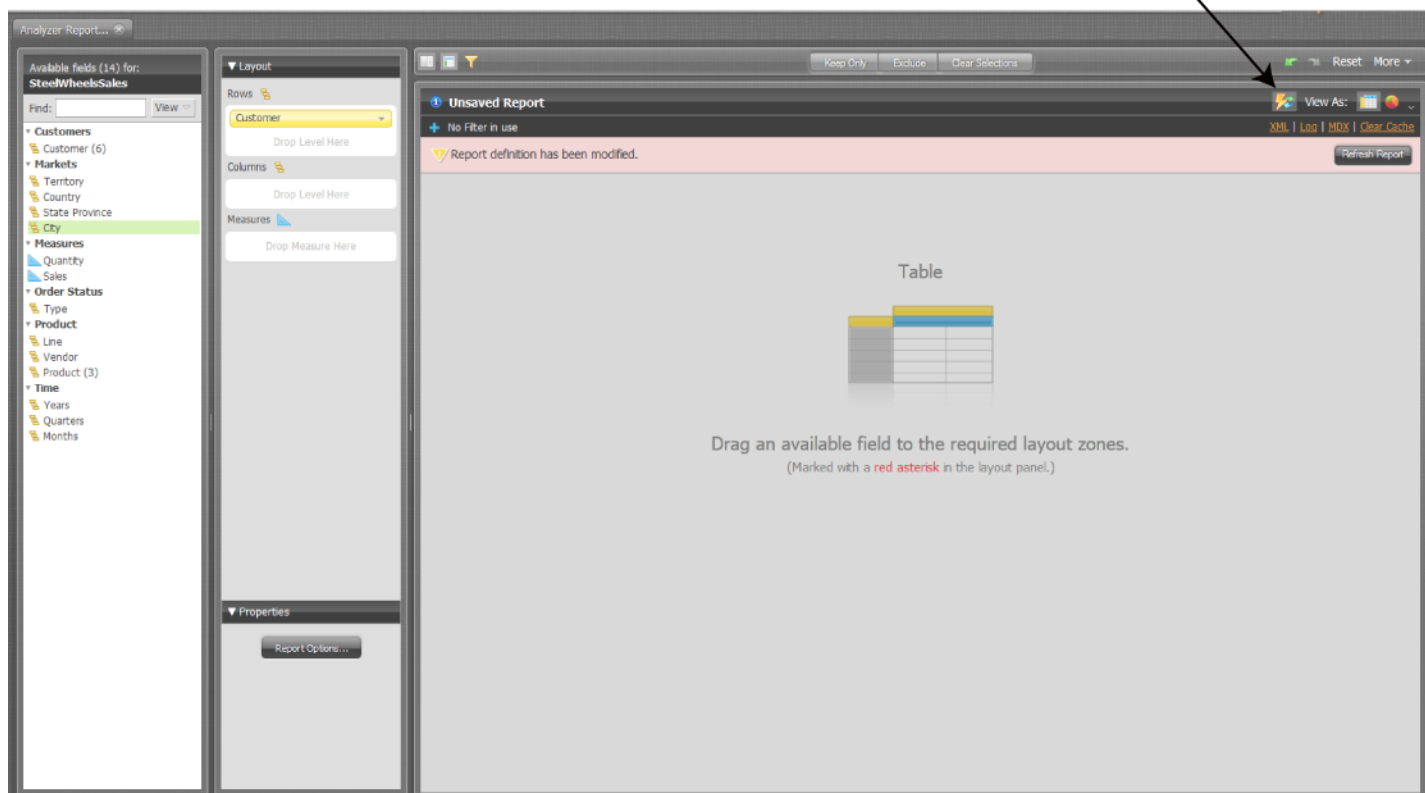 Analyzer Report...
Available fields (14) for:
SteelWheelsSales
Find:
View
Customers
Customer (6)
Markets
Territory
Country
State Province
City
Measures
Quantity
Sales
Order Status
Type
Product
Line
Vendor
Product (3)
Time
Years
Quarters
Months
Layout
Rows
Customer
Drop Level Here
Columns
Drop Level Here
Measures
Drop Measure Here
Properties
Report Options...
Keep Only Exclude Clear Selections
Reset More
Unsaved Report
View As:
No Filter in use
XML | Log | MDX | Clear Cache
Report definition has been modified.
Refresh Report
Table
Drag an available field to the required layout zones.
(Marked with a red asterisk in the layout panel.)